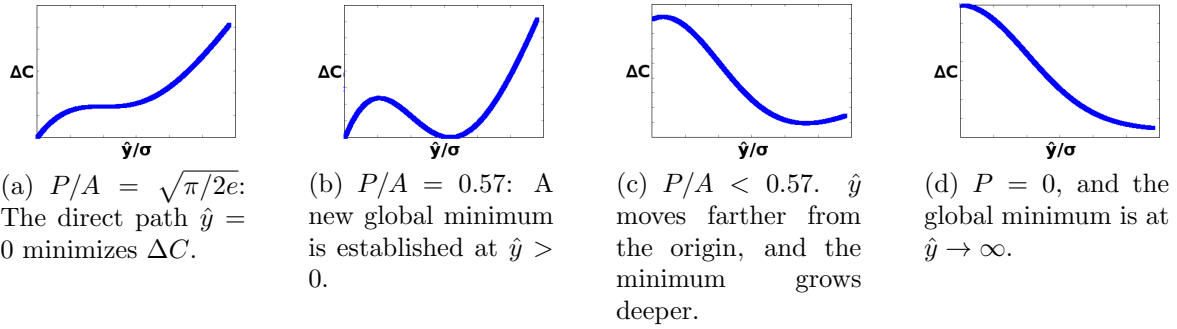 ΔC
ŷ/σ
(a) P/A = √π/2e:
The direct path ŷ =
0 minimizes ΔC.
ΔC
ŷ/σ
(b) P/A = 0.57: A
new global minimum
is established at ŷ >
0.
ΔC
ŷ/σ
(c) P/A < 0.57. ŷ
moves farther from
the origin, and the
minimum grows
deeper.
ΔC
ŷ/σ
(d) P = 0, and the
global minimum is at
ŷ → ∞.